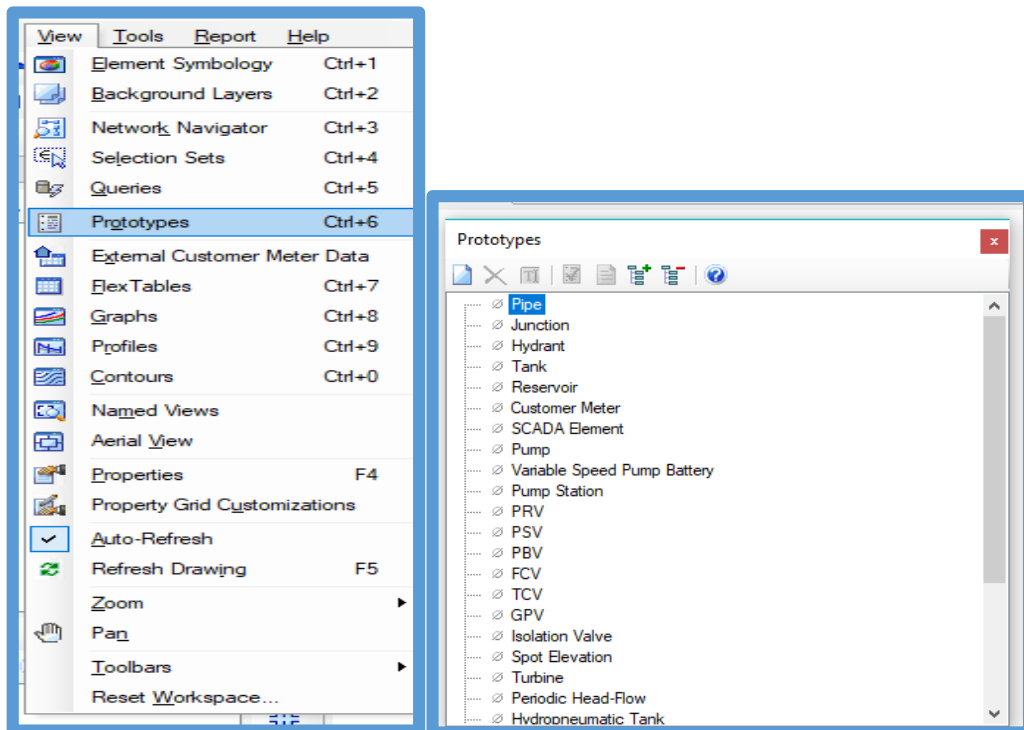 View Tools Report Help
Element Symbology Ctrl+1
Background Layers Ctrl+2
Network Navigator Ctrl+3
Selection Sets Ctrl+4
Queries Ctrl+5
Prototypes Ctrl+6
External Customer Meter Data
FlexTables Ctrl+7
Graphs Ctrl+8
Profiles Ctrl+9
Contours Ctrl+0
Named Views
Aerial View
Properties F4
Property Grid Customizations
Auto-Refresh
Refresh Drawing F5
Zoom
Pan
Toolbars
Reset Workspace...
Prototypes
Pipe
Junction
Hydrant
Tank
Reservoir
Customer Meter
SCADA Element
Pump
Variable Speed Pump Battery
Pump Station
PRV
PSV
PBV
FCV
TCV
GPV
Isolation Valve
Spot Elevation
Turbine
Periodic Head-Flow
Hydropneumatic Tank